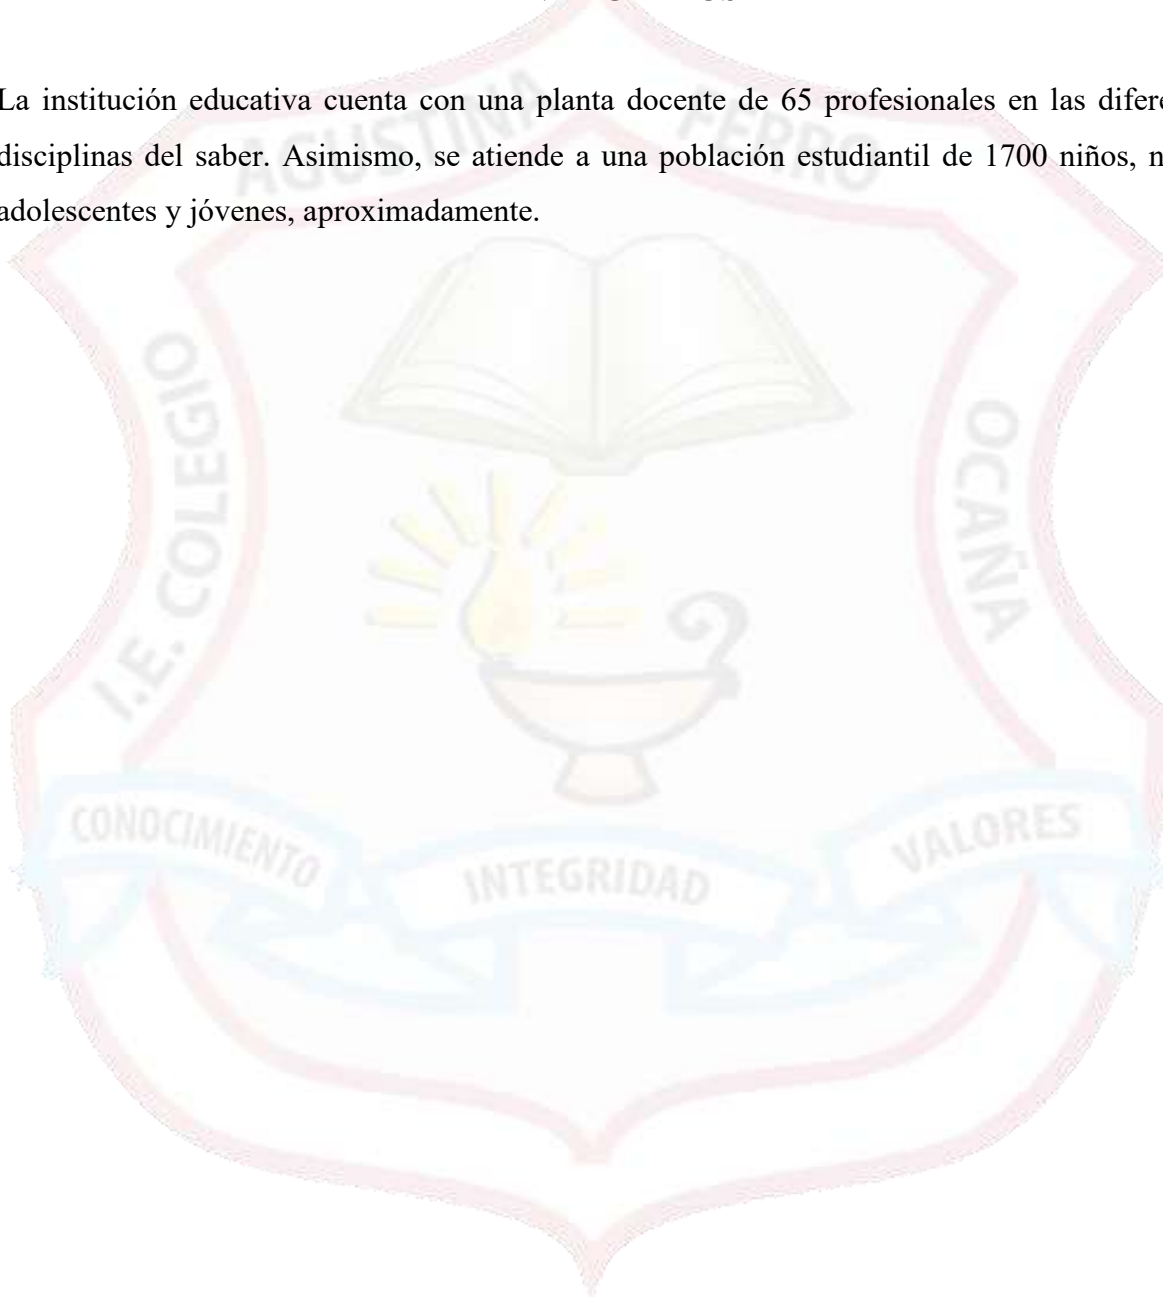 La institución educativa cuenta con una planta docente de 65 profesionales en las difere
disciplinas del saber. Asimismo, se atiende a una población estudiantil de 1700 niños, n
adolescentes y jóvenes, aproximadamente.
AGUSTINA FERRO
I.E. COLEGIO
OCAÑA
CONOCIMIENTO
INTEGRIDAD
VALORES